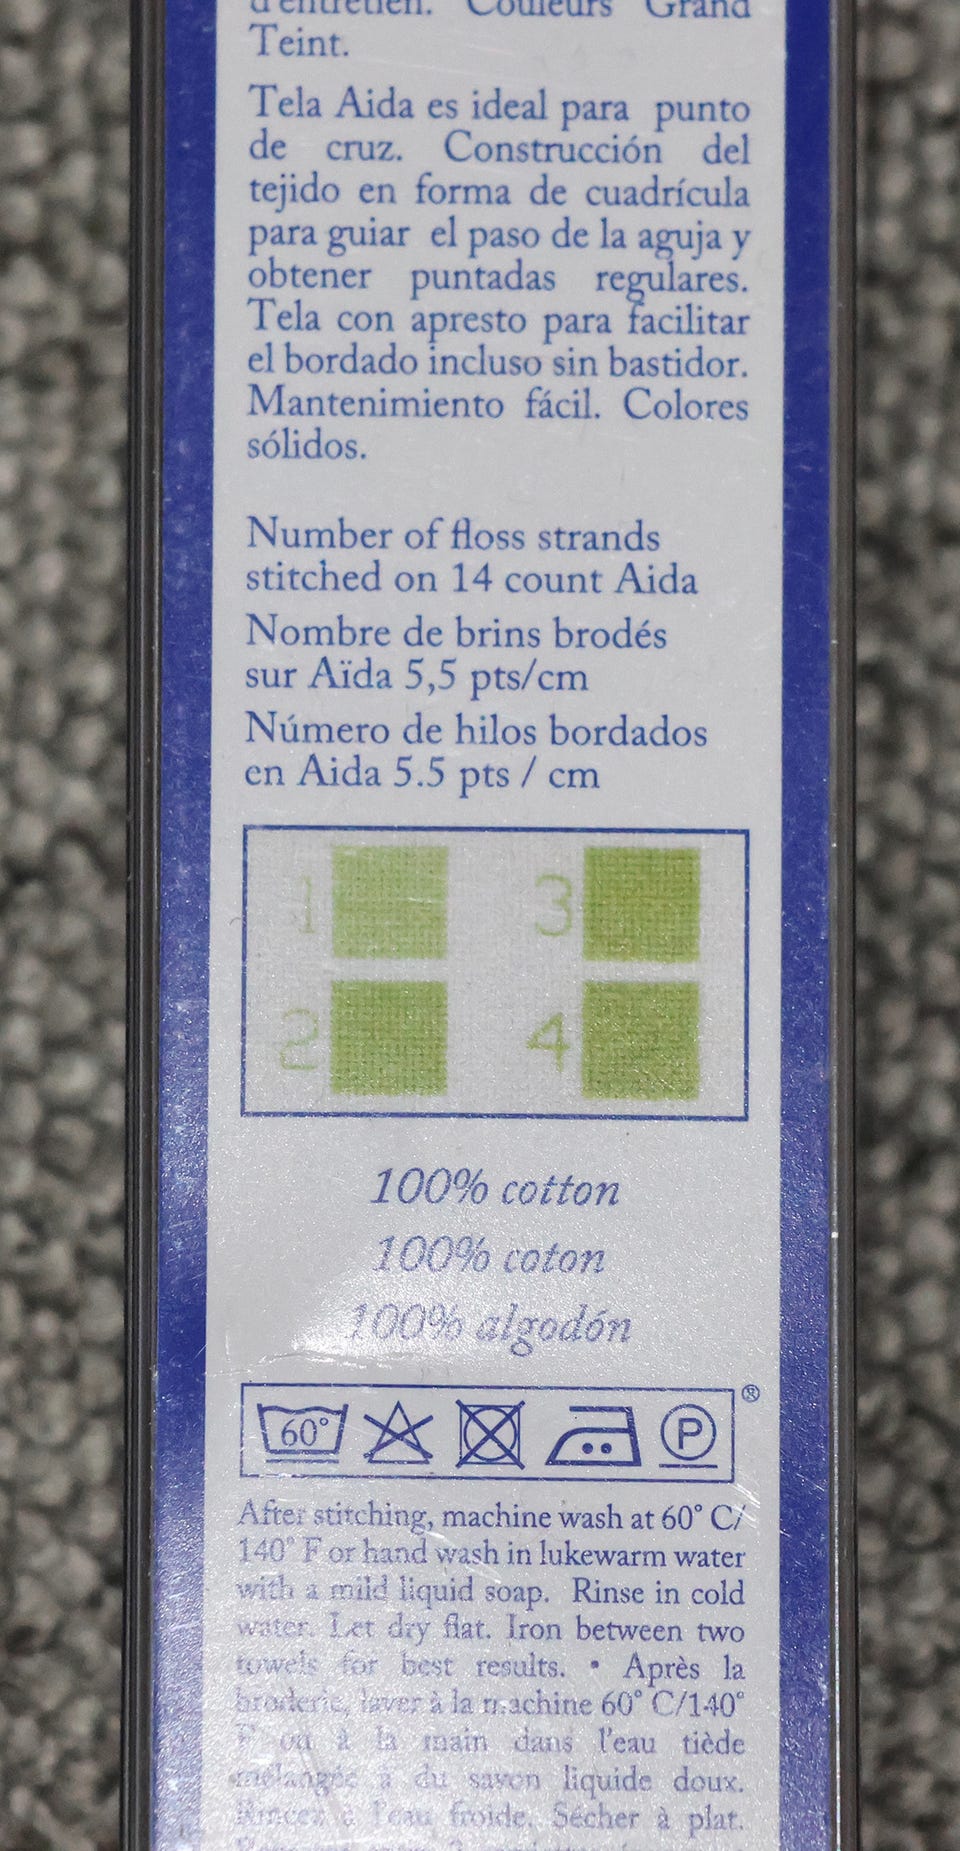 d'entretien. Couleurs Grand
Teint.
Tela Aida es ideal para punto
de cruz. Construcción del
tejido en forma de cuadrícula
para guiar el paso de la aguja y
obtener puntadas regulares.
Tela con apresto para facilitar
el bordado incluso sin bastidor.
Mantenimiento fácil. Colores
sólidos.
Number of floss strands
stitched on 14 count Aida
Nombre de brins brodés
sur Aïda 5,5 pts/cm
Número de hilos bordados
en Aida 5.5 pts / cm
1 3
2 4
100% cotton
100% coton
100% algodón
®
60° P
After stitching, machine wash at 60° C/
140° F or hand wash in lukewarm water
with a mild liquid soap. Rinse in cold
water. Let dry flat. Iron between two
towels for best results. • Après la
broderie, laver à la machine 60° C/140°
F ou à la main dans l'eau tiède
mélangée à du savon liquide doux.
Rincez à l'eau froide. Sécher à plat.